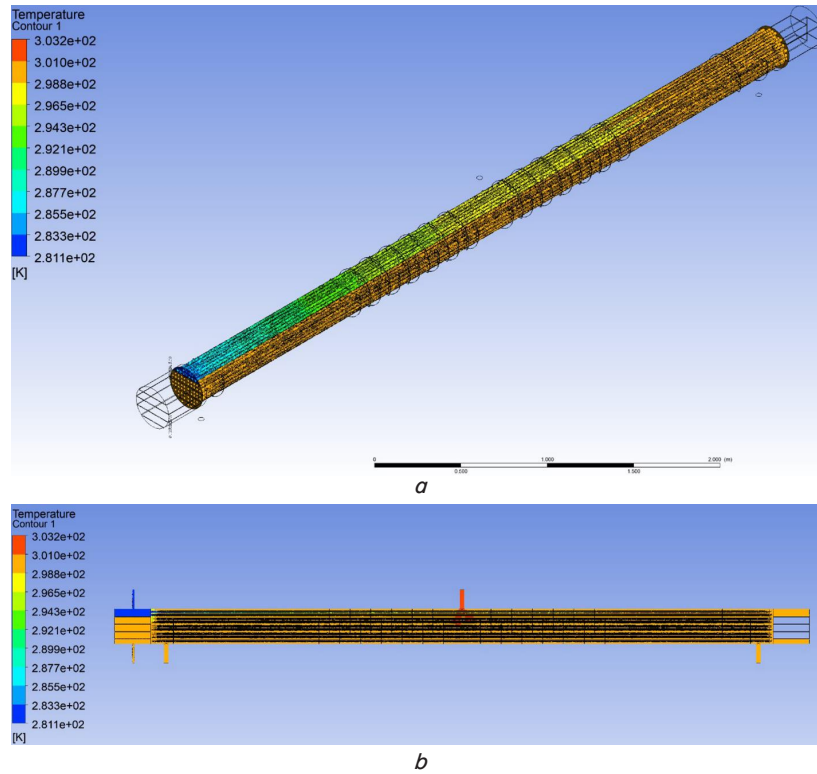 Temperature
Contour 1
3.032e+02
3.010e+02
2.988e+02
2.965e+02
2.943e+02
2.921e+02
2.899e+02
2.877e+02
2.855e+02
2.833e+02
2.811e+02
[K]
0
0.500
1.000
1.500
2.000 (m)
a
Temperature
Contour 1
3.032e+02
3.010e+02
2.988e+02
2.965e+02
2.943e+02
2.921e+02
2.899e+02
2.877e+02
2.855e+02
2.833e+02
2.811e+02
[K]
b